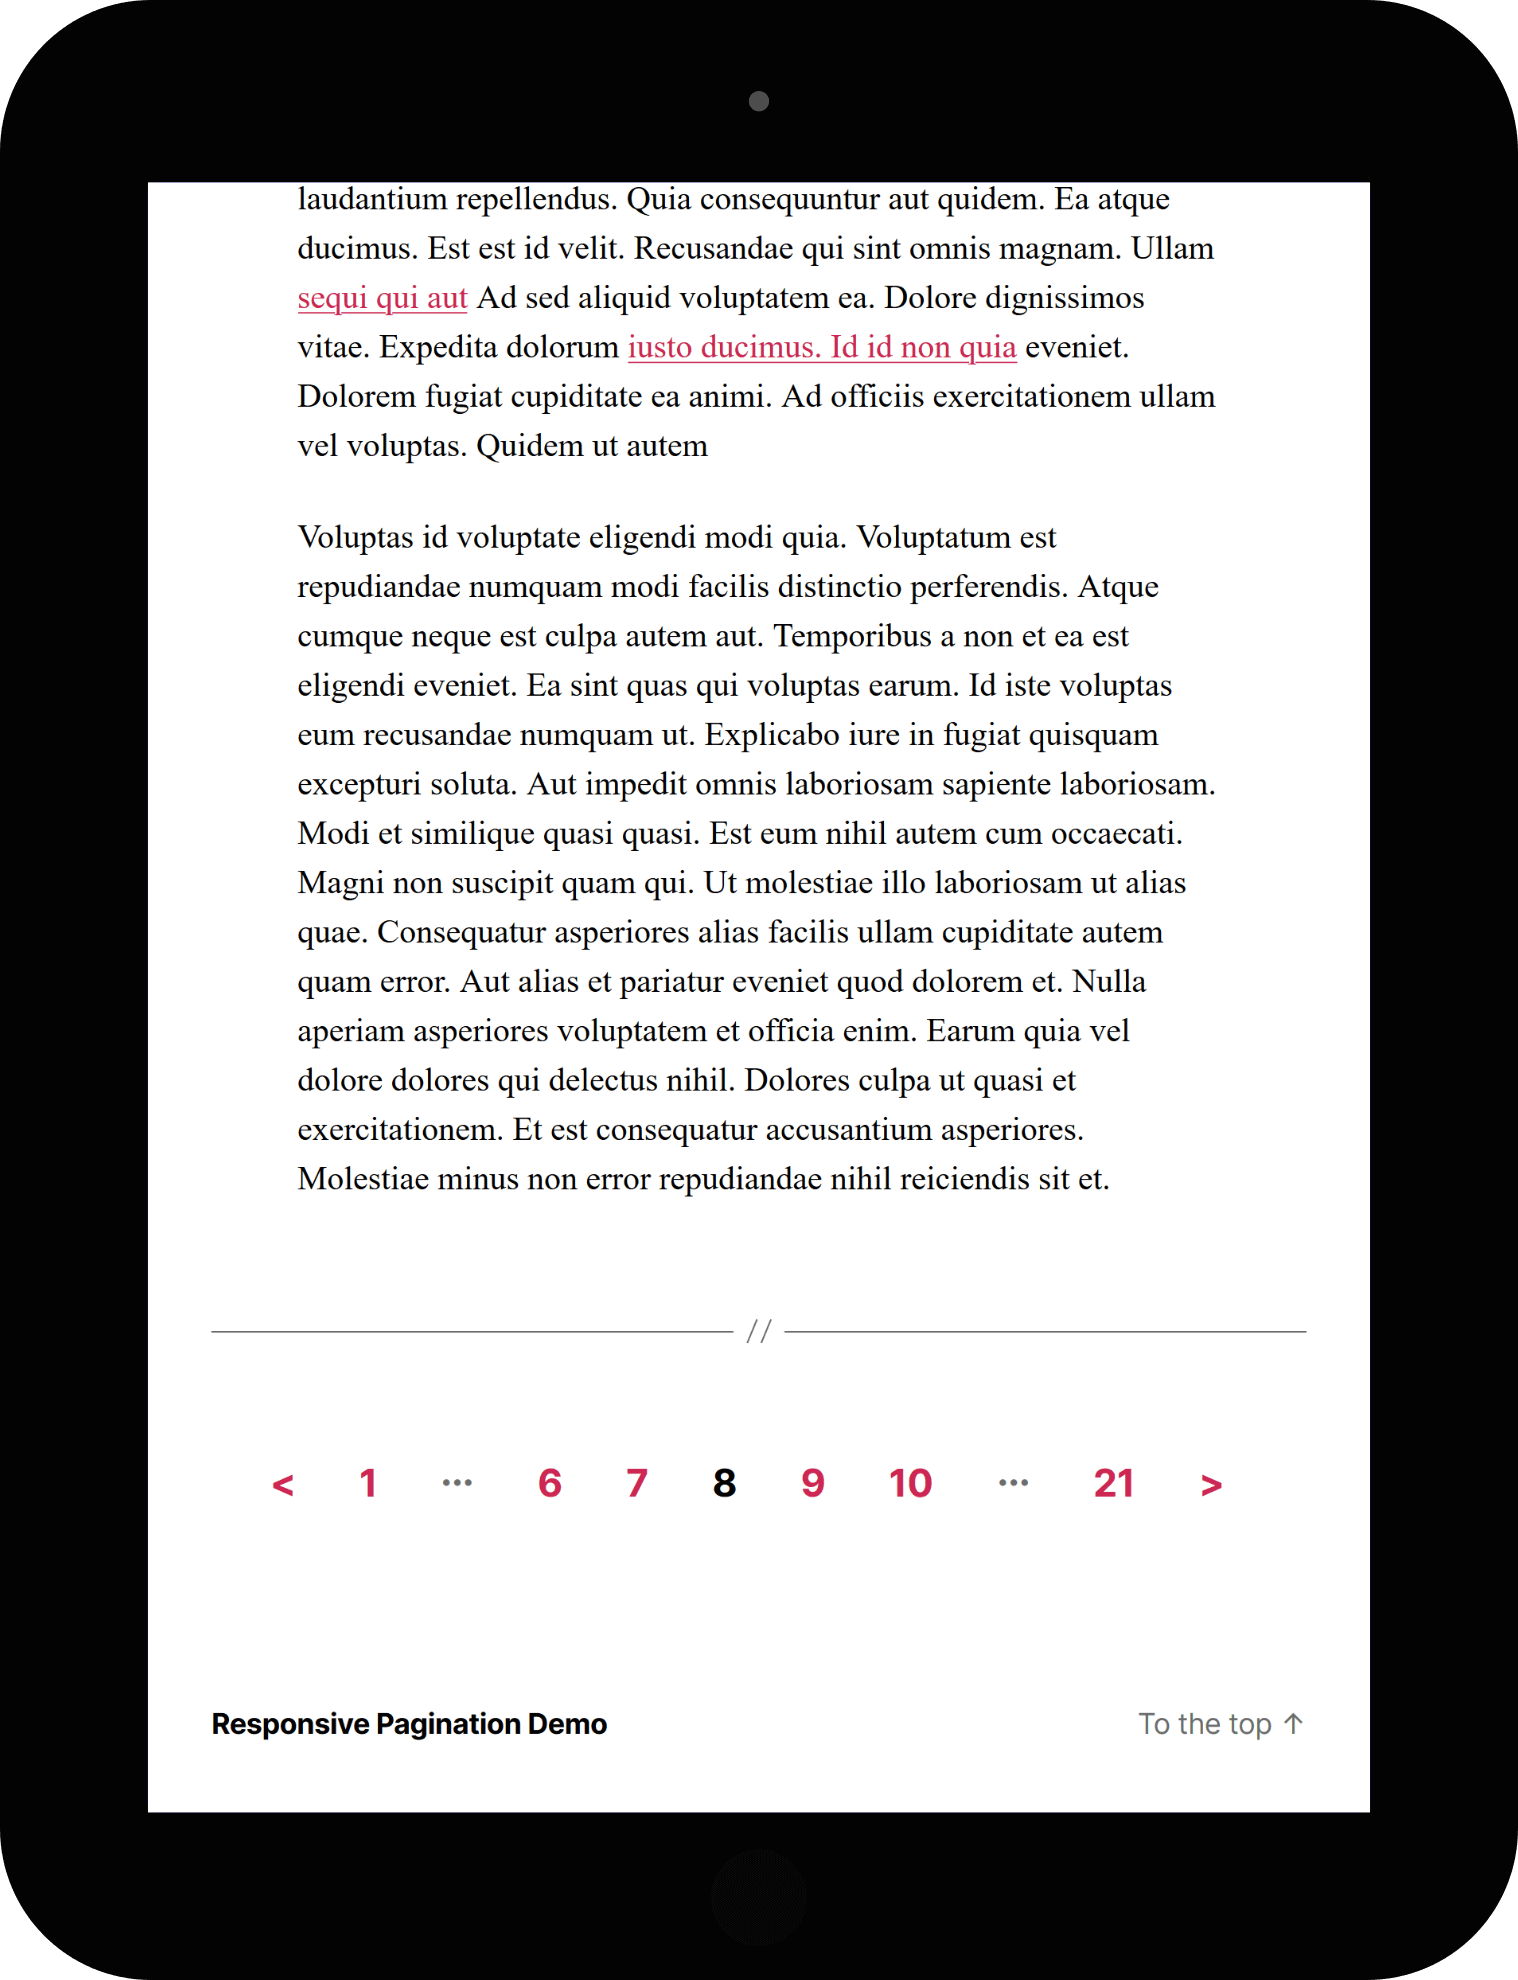 laudantium repellendus. Quia consequuntur aut quidem. Ea atque
ducimus. Est est id velit. Recusandae qui sint omnis magnam. Ullam
sequi qui aut Ad sed aliquid voluptatem ea. Dolore dignissimos
vitae. Expedita dolorum iusto ducimus. Id id non quia eveniet.
Dolorem fugiat cupiditate ea animi. Ad officiis exercitationem ullam
vel voluptas. Quidem ut autem
Voluptas id voluptate eligendi modi quia. Voluptatum est
repudiandae numquam modi facilis distinctio perferendis. Atque
cumque neque est culpa autem aut. Temporibus a non et ea est
eligendi eveniet. Ea sint quas qui voluptas earum. Id iste voluptas
eum recusandae numquam ut. Explicabo iure in fugiat quisquam
excepturi soluta. Aut impedit omnis laboriosam sapiente laboriosam.
Modi et similique quasi quasi. Est eum nihil autem cum occaecati.
Magni non suscipit quam qui. Ut molestiae illo laboriosam ut alias
quae. Consequatur asperiores alias facilis ullam cupiditate autem
quam error. Aut alias et pariatur eveniet quod dolorem et. Nulla
aperiam asperiores voluptatem et officia enim. Earum quia vel
dolore dolores qui delectus nihil. Dolores culpa ut quasi et
exercitationem. Et est consequatur accusantium asperiores.
Molestiae minus non error repudiandae nihil reiciendis sit et.
//
< 1 ··· 6 7 8 9 10 ··· 21 >
Responsive Pagination Demo To the top ↑